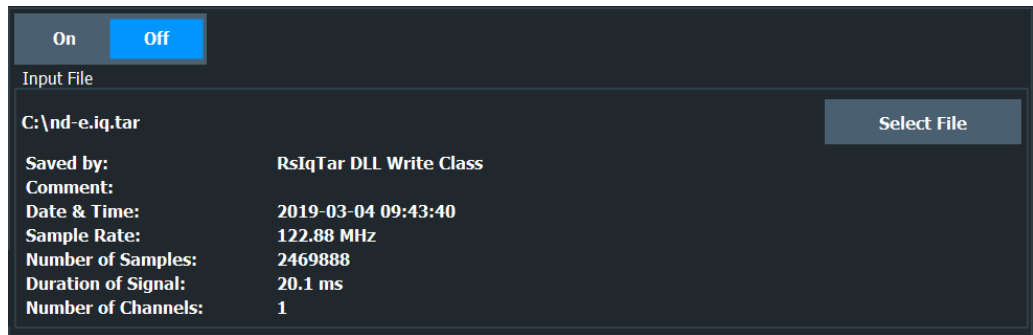 On Off
Input File
C:\nd-e.iq.tar Select File
Saved by: RsIqTar DLL Write Class
Comment:
Date & Time: 2019-03-04 09:43:40
Sample Rate: 122.88 MHz
Number of Samples: 2469888
Duration of Signal: 20.1 ms
Number of Channels: 1